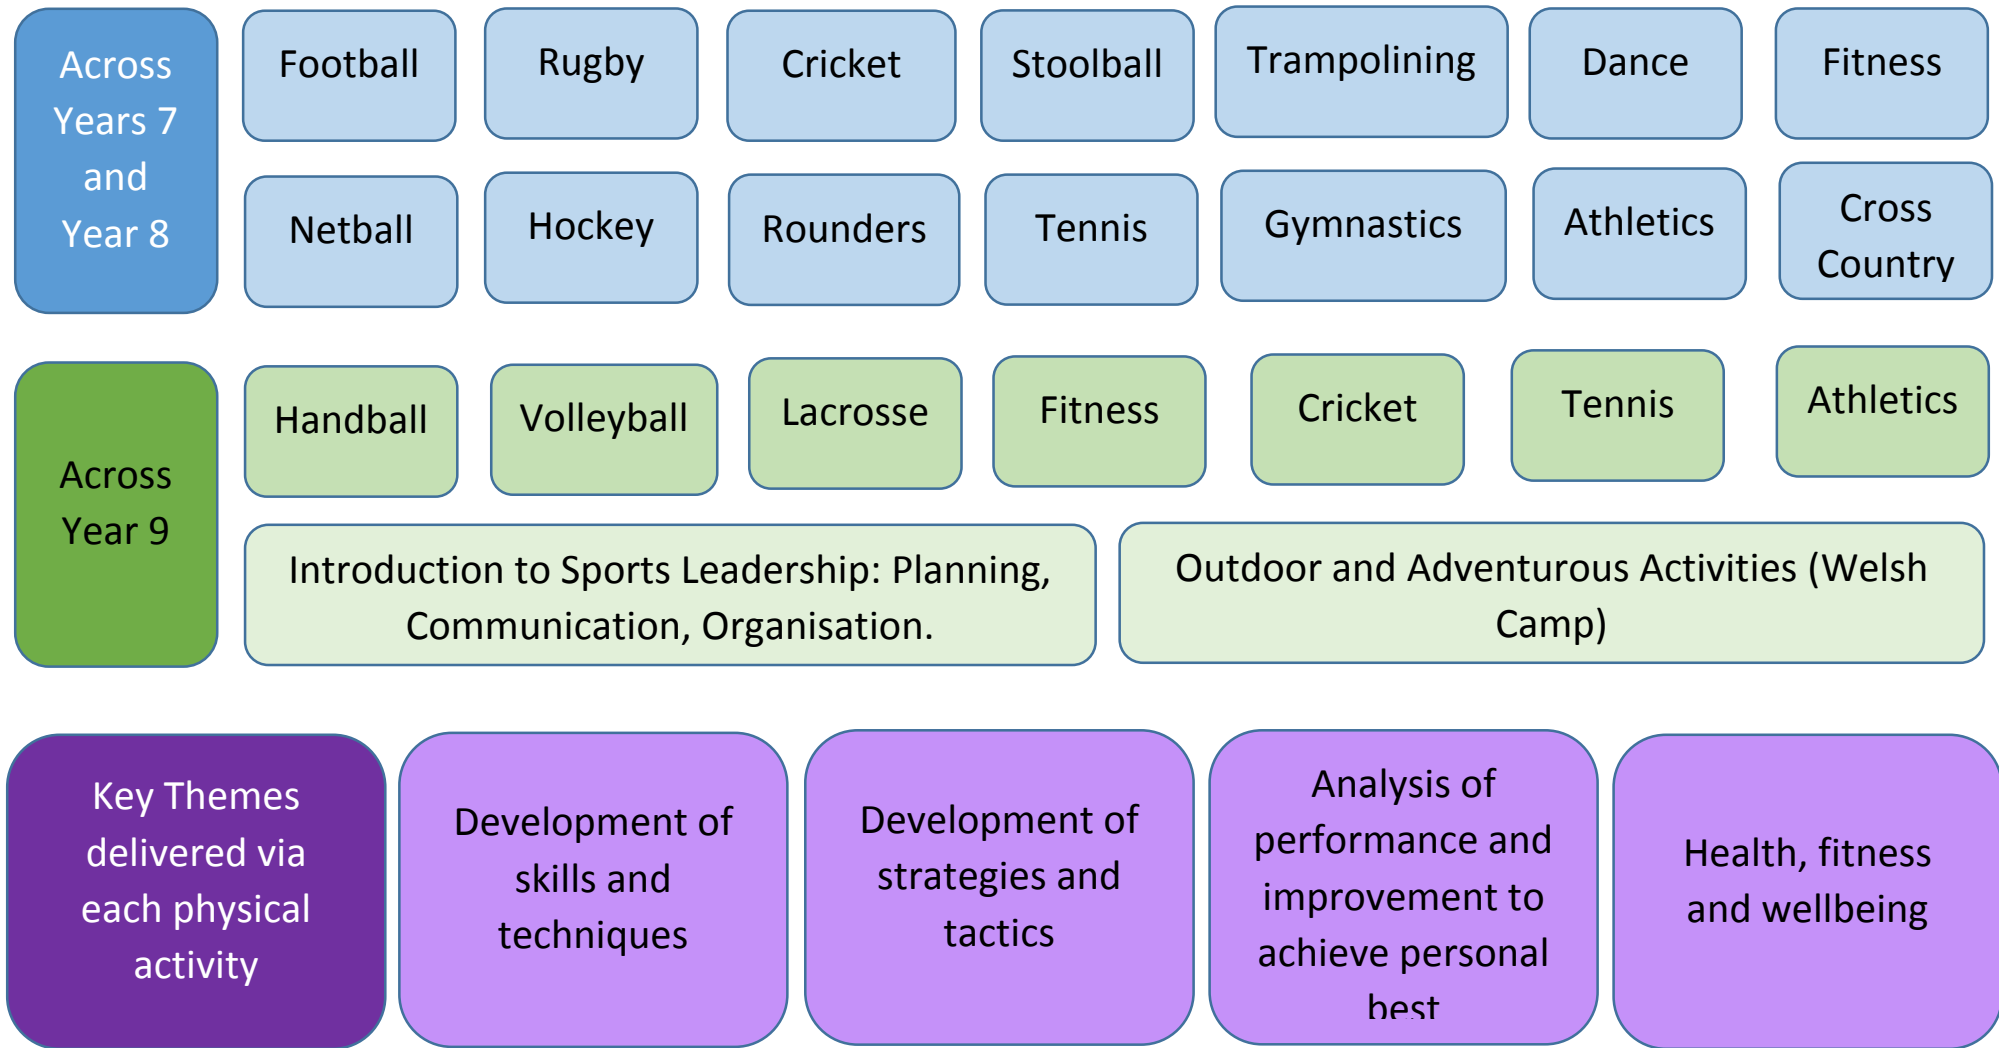 Across
Years 7
and
Year 8
Football
Rugby
Cricket
Stoolball
Trampolining
Dance
Fitness
Netball
Hockey
Rounders
Tennis
Gymnastics
Athletics
Cross
Country
Across
Year 9
Handball
Volleyball
Lacrosse
Fitness
Cricket
Tennis
Athletics
Introduction to Sports Leadership: Planning,
Communication, Organisation.
Outdoor and Adventurous Activities (Welsh
Camp)
Key Themes
delivered via
each physical
activity
Development of
skills and
techniques
Development of
strategies and
tactics
Analysis of
performance and
improvement to
achieve personal
best
Health, fitness
and wellbeing